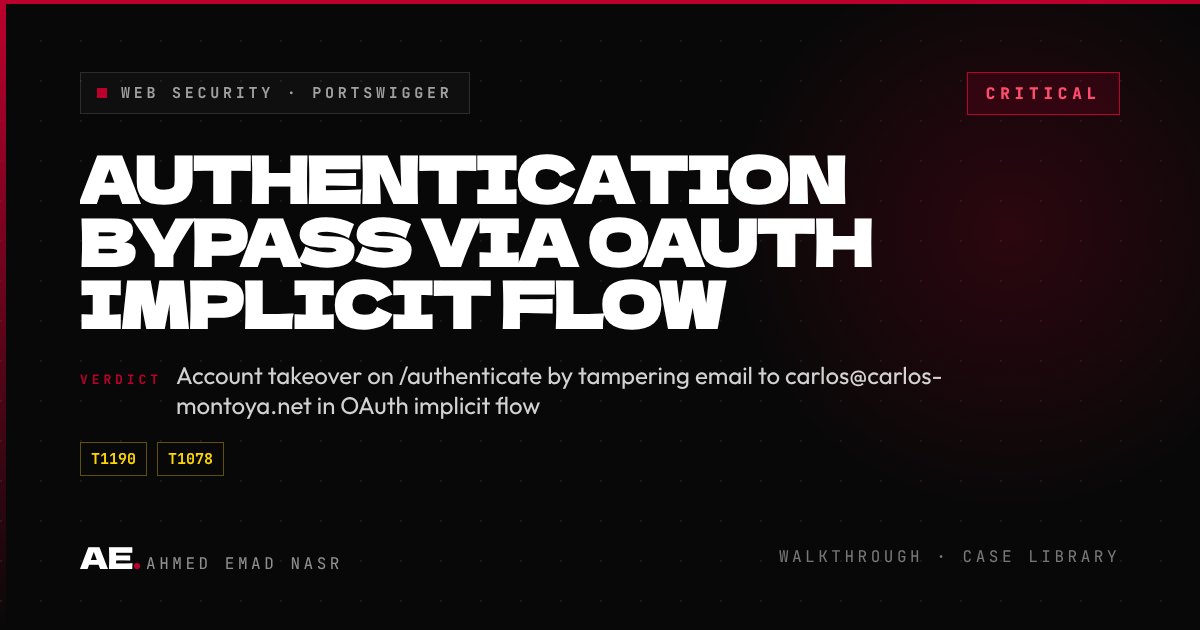 WEB SECURITY · PORTSWIGGER
CRITICAL
AUTHENTICATION
BYPASS VIA OAUTH
IMPLICIT FLOW
VERDICT
Account takeover on /authenticate by tampering email to carlos@carlos-
montoya.net in OAuth implicit flow
T1190
T1078
AE. AHMED EMAD NASR
WALKTHROUGH · CASE LIBRARY